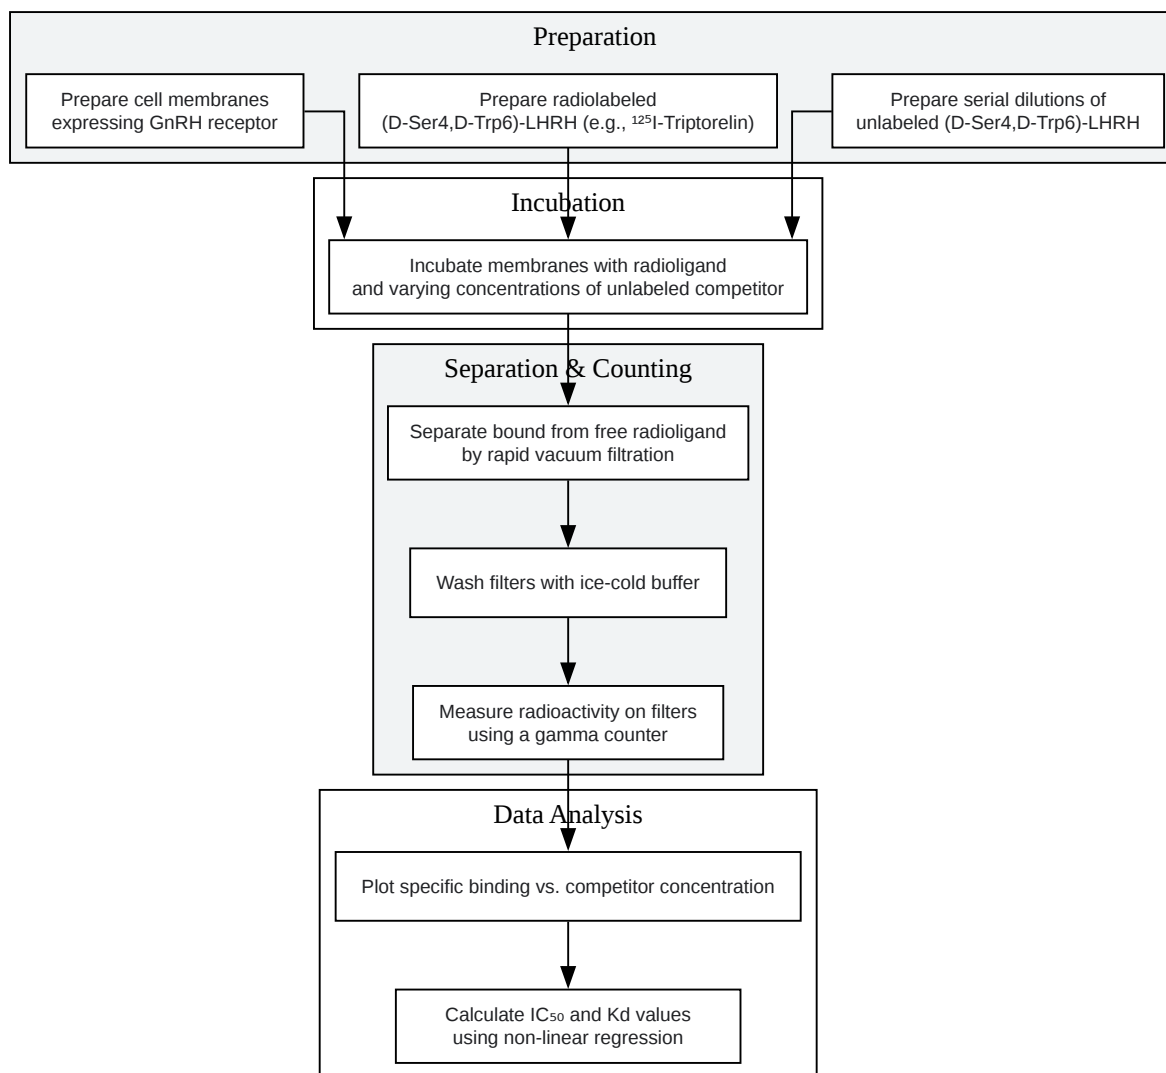 Preparation
Prepare cell membranes
expressing GnRH receptor
Prepare radiolabeled
(D-Ser4,D-Trp6)-LHRH (e.g., ¹²⁵I-Triptorelin)
Prepare serial dilutions of
unlabeled (D-Ser4,D-Trp6)-LHRH
Incubation
Incubate membranes with radioligand
and varying concentrations of unlabeled competitor
Separation & Counting
Separate bound from free radioligand
by rapid vacuum filtration
Wash filters with ice-cold buffer
Measure radioactivity on filters
using a gamma counter
Data Analysis
Plot specific binding vs. competitor concentration
Calculate IC₅₀ and Kd values
using non-linear regression